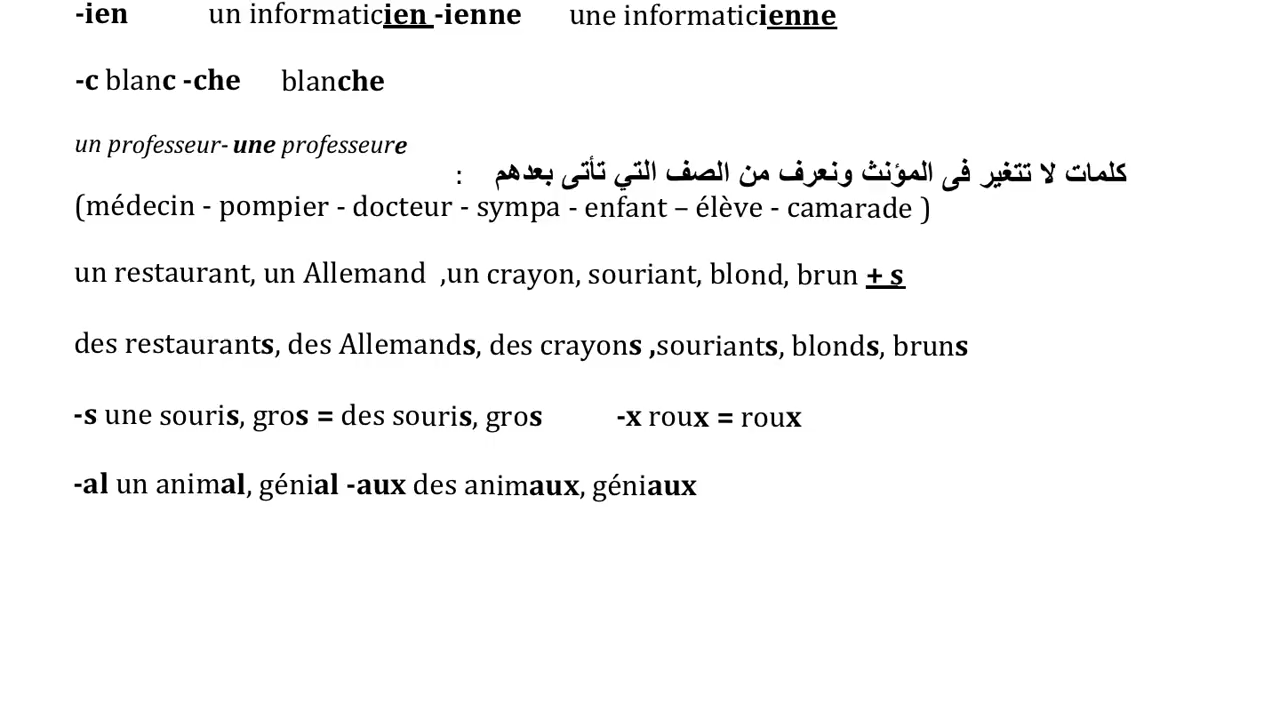 -ien un informaticien -ienne une informaticienne
-c blanc -che blanche
un professeur- une professeure
كلمات لا تتغير فى المؤنث ونعرف من الصف التي تأتى بعدهم :
(médecin - pompier - docteur - sympa - enfant – élève - camarade )
un restaurant, un Allemand ,un crayon, souriant, blond, brun + s
des restaurants, des Allemands, des crayons ,souriants, blonds, bruns
-s une souris, gros = des souris, gros -x roux = roux
-al un animal, génial -aux des animaux, géniaux